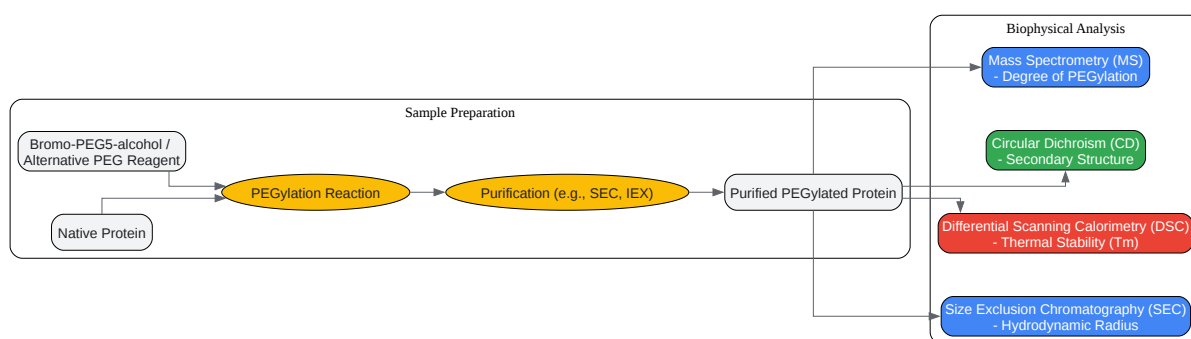 Biophysical Analysis
Mass Spectrometry (MS)
- Degree of PEGylation
Sample Preparation
Bromo-PEG5-alcohol /
Alternative PEG Reagent
Native Protein
PEGylation Reaction
Purification (e.g., SEC, IEX)
Purified PEGylated Protein
Circular Dichroism (CD)
- Secondary Structure
Differential Scanning Calorimetry (DSC)
- Thermal Stability (Tm)
Size Exclusion Chromatography (SEC)
- Hydrodynamic Radius